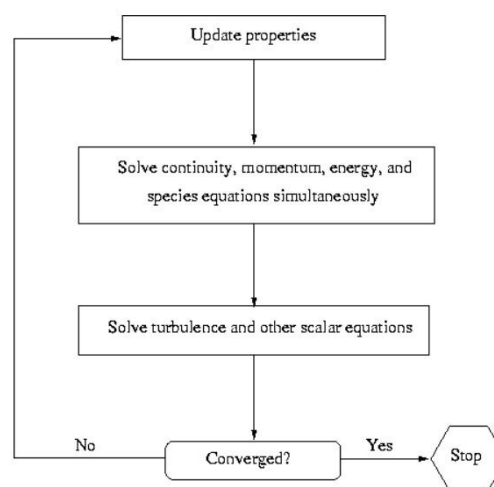 Update properties
Solve continuity, momentum, energy, and
species equations simultaneously
Solve turbulence and other scalar equations
No
Converged?
Yes
Stop